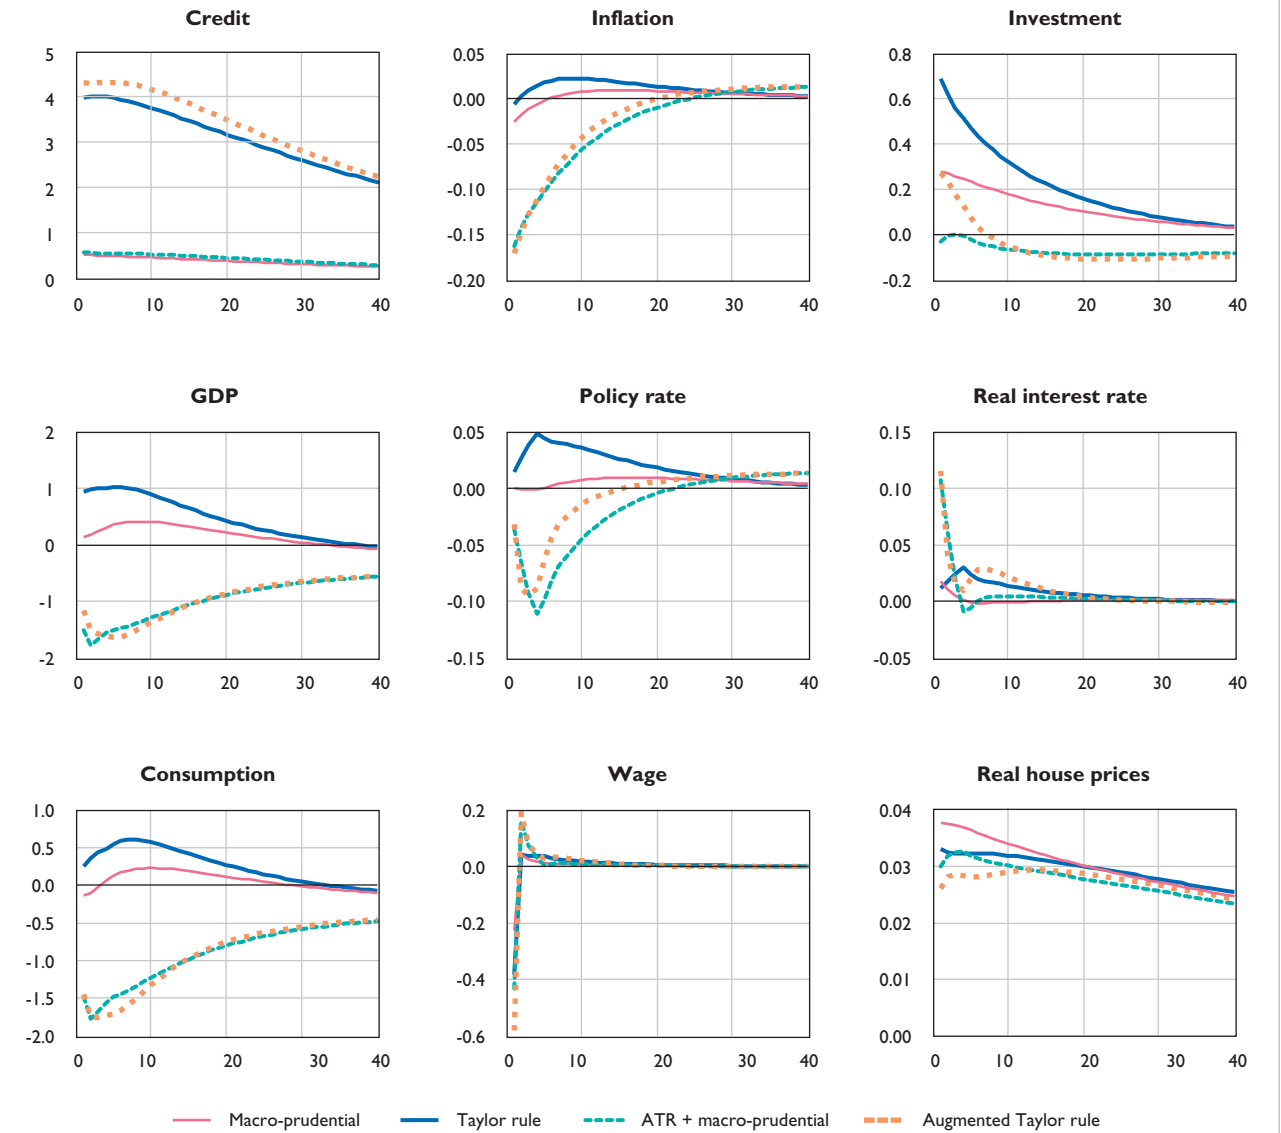 Credit
Inflation
Investment
5
4
3
2
1
0
0 10 20 30 40
0.05
0.00
-0.05
-0.10
-0.15
-0.20
0 10 20 30 40
0.8
0.6
0.4
0.2
0.0
-0.2
0 10 20 30 40
GDP
Policy rate
Real interest rate
2
1
0
-1
-2
0 10 20 30 40
0.05
0.00
-0.05
-0.10
-0.15
0 10 20 30 40
0.15
0.10
0.05
0.00
-0.05
0 10 20 30 40
Consumption
Wage
Real house prices
1.0
0.5
0.0
-0.5
-1.0
-1.5
-2.0
0 10 20 30 40
0.2
0.0
-0.2
-0.4
-0.6
0 10 20 30 40
0.04
0.03
0.02
0.01
0.00
0 10 20 30 40
Macro-prudential Taylor rule ATR + macro-prudential Augmented Taylor rule